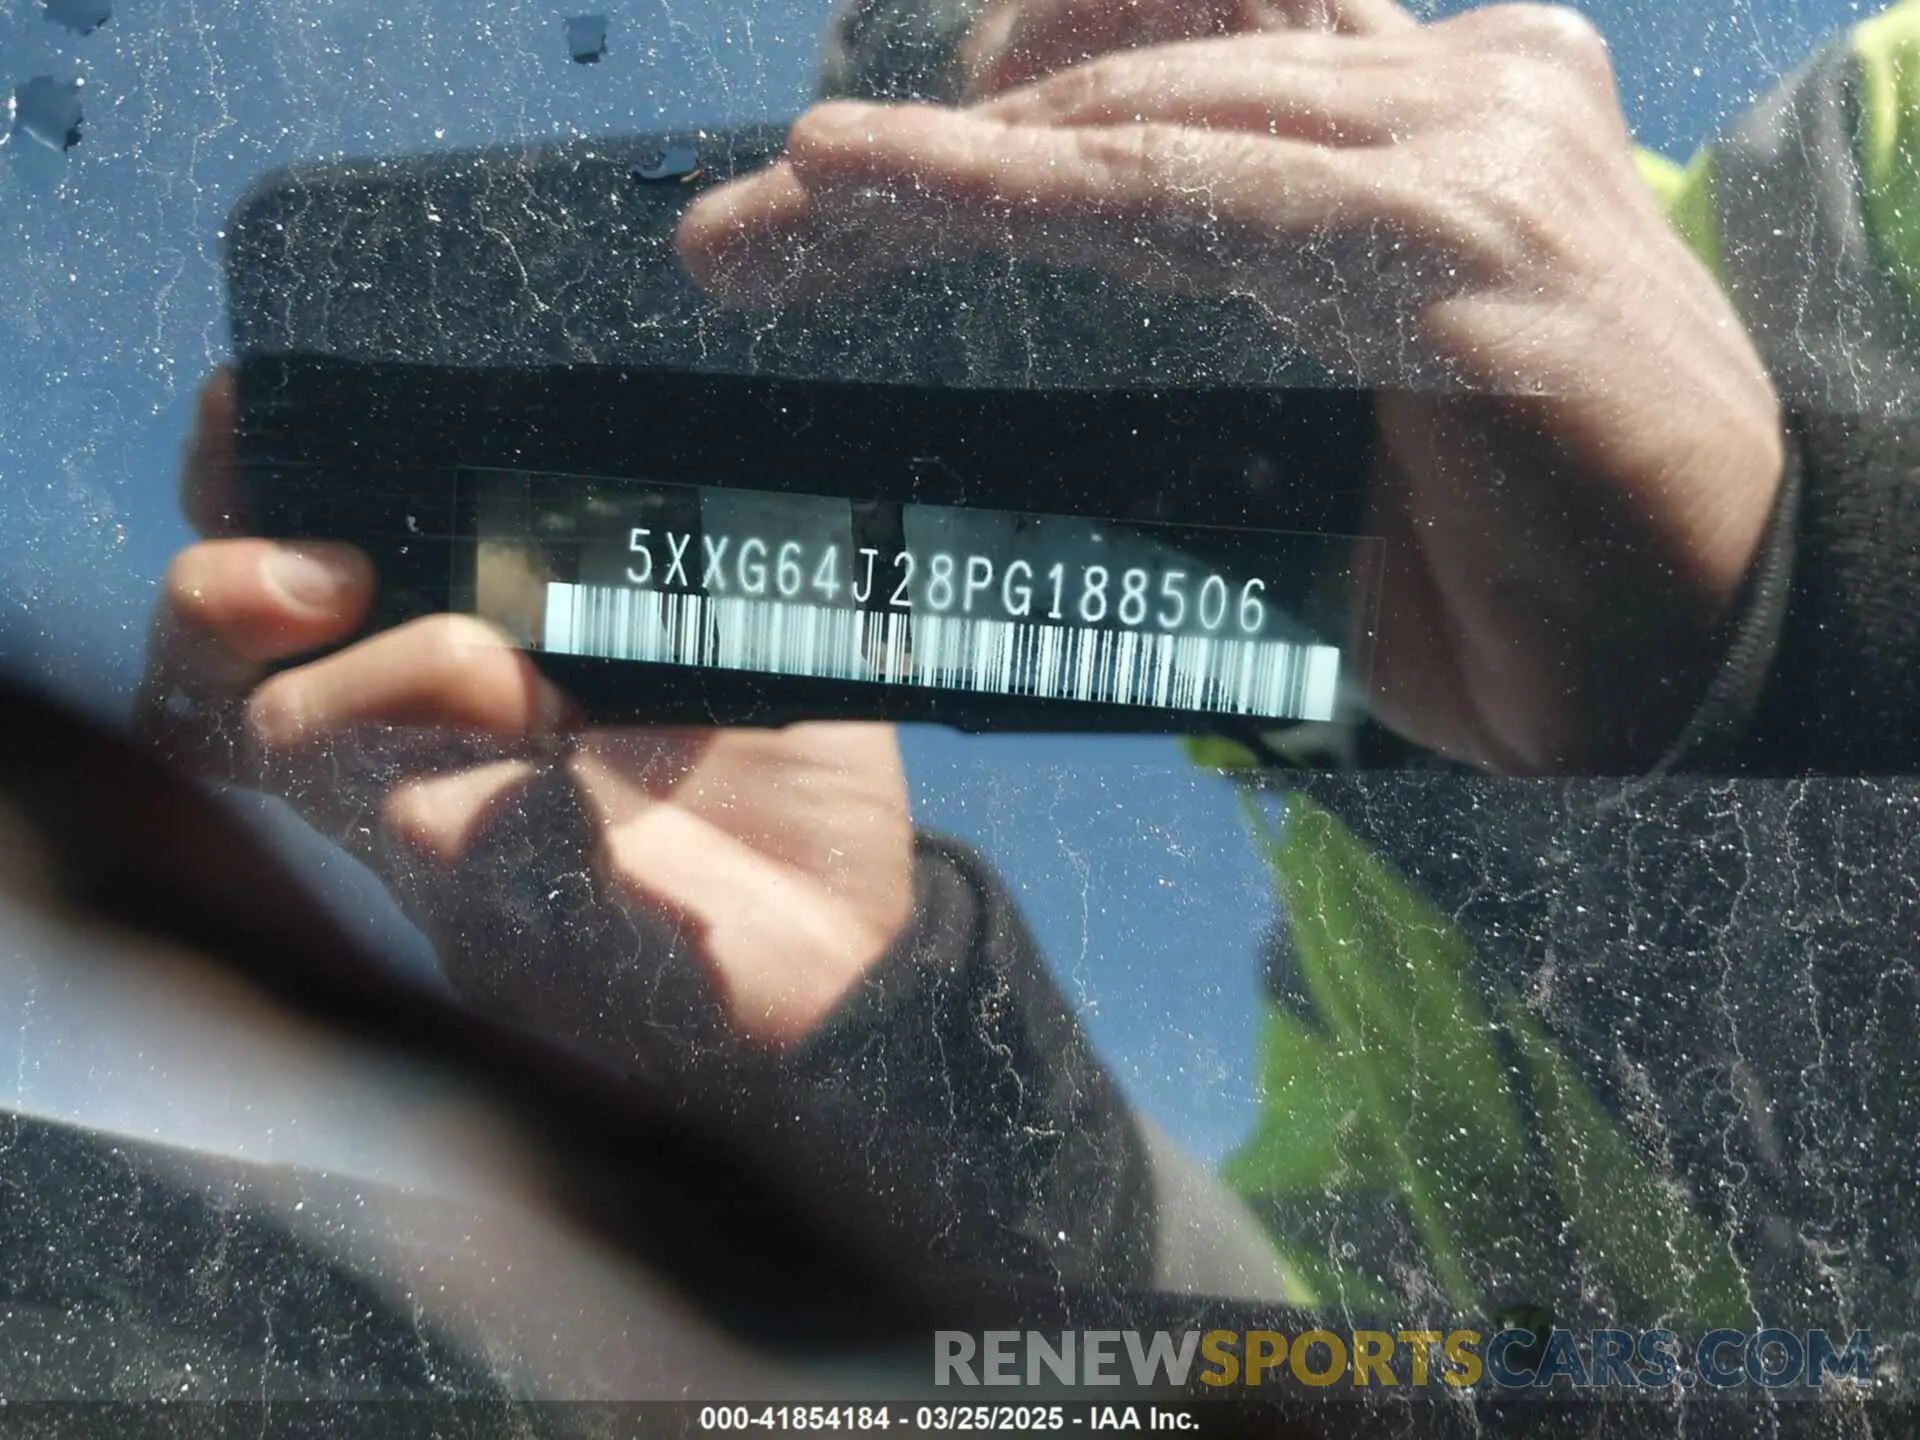 5XXG64J28PG188506
RENEWSPORTSCARS.COM
000-41854184 - 03/25/2025 - IAA Inc.